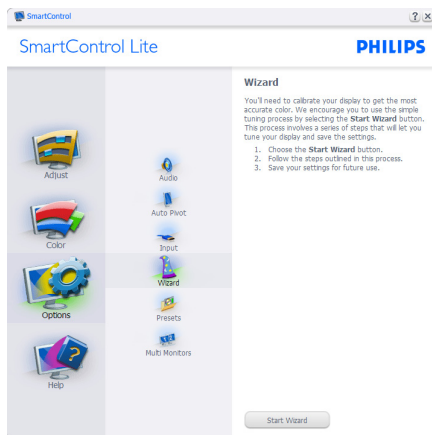 SmartControl
? x
SmartControl Lite
PHILIPS
Adjust
Color
Options
Help
Audio
Auto Pivot
Input
Wizard
Presets
Multi Monitors
Wizard
You'll need to calibrate your display to get the most
accurate color. We encourage you to use the simple
tuning process by selecting the Start Wizard button.
This process involves a series of steps that will let you
tune your display and save the settings.
1. Choose the Start Wizard button.
2. Follow the steps outlined in this process.
3. Save your settings for future use.
Start Wizard